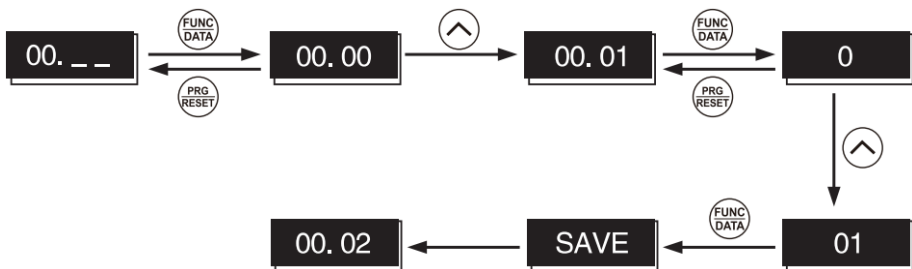 FUNC
DATA
FUNC
DATA
00. _ _
00. 00
00. 01
0
PRG
RESET
PRG
RESET
FUNC
DATA
00. 02
SAVE
01